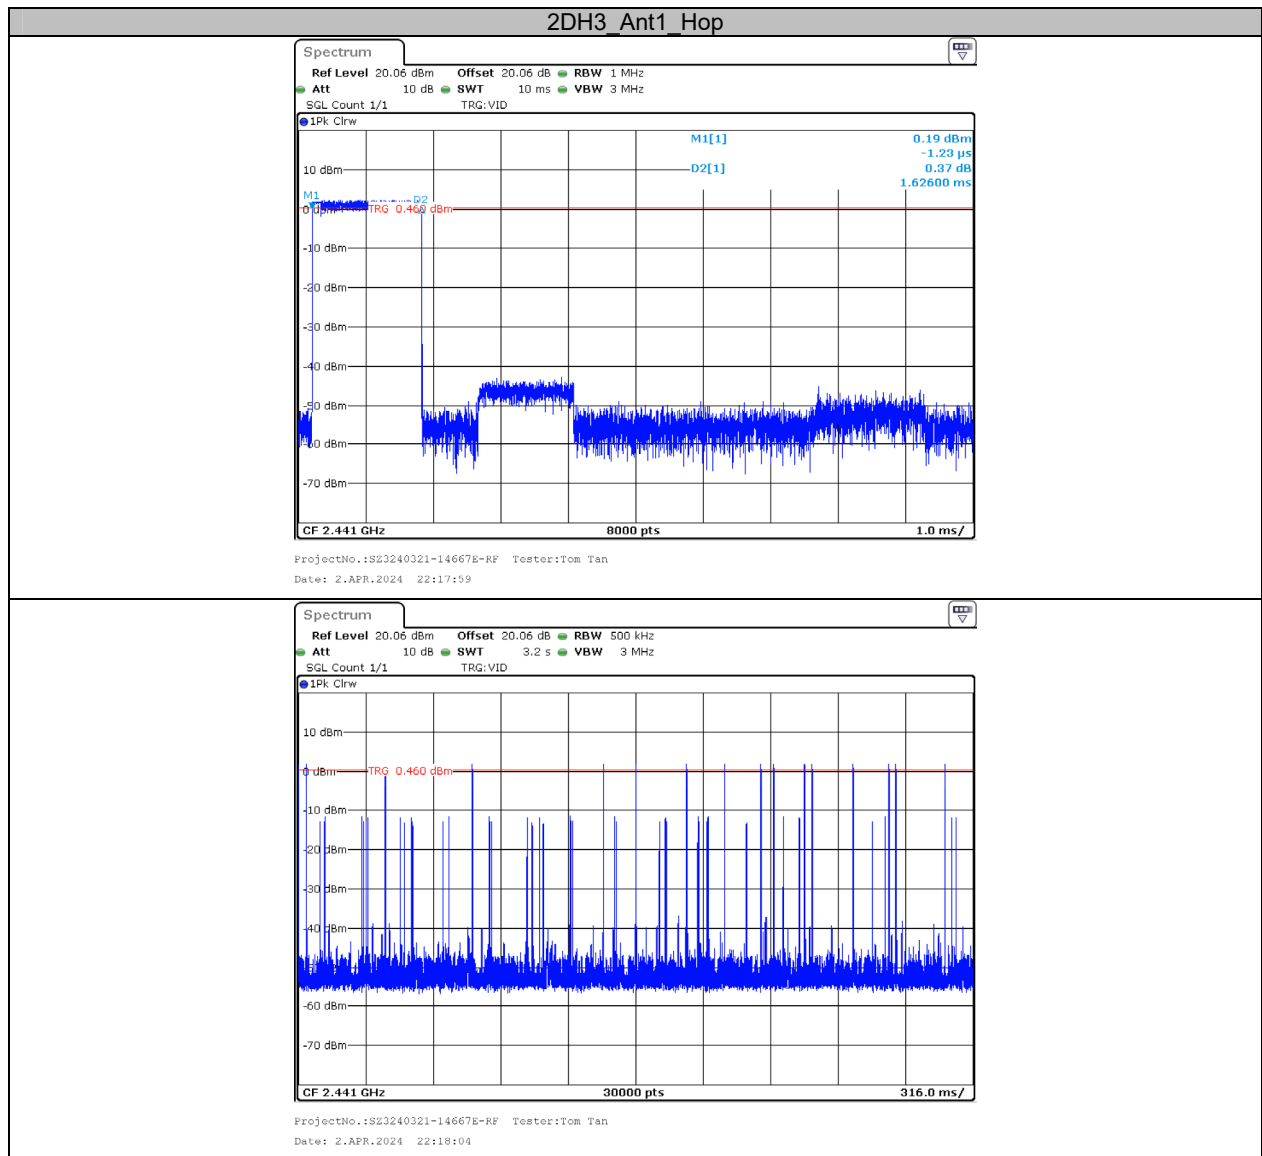 2DH3_Ant1_Hop
Spectrum
Ref Level 20.06 dBm Offset 20.06 dB RBW 1 MHz
Att 10 dB SWT 10 ms VBW 3 MHz
SGL Count 1/1 TRG:VID
1Pk Clrw
M1[1] 0.19 dBm
-1.23 µs
10 dBm D2[1] 0.37 dB
1.62600 ms
M1 D2
0 dBm TRG 0.460 dBm
-10 dBm
-20 dBm
-30 dBm
-40 dBm
-50 dBm
-60 dBm
-70 dBm
CF 2.441 GHz 8000 pts 1.0 ms/
ProjectNo.:SZ3240321-14667E-RF Tester:Tom Tan
Date: 2.APR.2024 22:17:59
Spectrum
Ref Level 20.06 dBm Offset 20.06 dB RBW 500 kHz
Att 10 dB SWT 3.2 s VBW 3 MHz
SGL Count 1/1 TRG:VID
1Pk Clrw
10 dBm
0 dBm TRG 0.460 dBm
-10 dBm
-20 dBm
-30 dBm
-40 dBm
-60 dBm
-70 dBm
CF 2.441 GHz 30000 pts 316.0 ms/
ProjectNo.:SZ3240321-14667E-RF Tester:Tom Tan
Date: 2.APR.2024 22:18:04